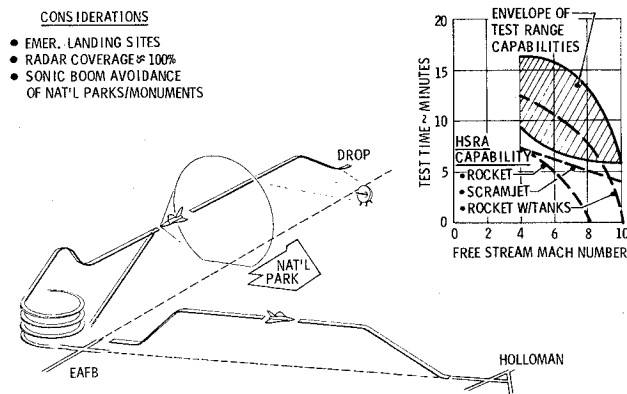 CONSIDERATIONS
● EMER. LANDING SITES
● RADAR COVERAGE ≈ 100%
● SONIC BOOM AVOIDANCE
OF NAT'L PARKS/MONUMENTS
DROP
NAT'L
PARK
EAFB
HOLLOMAN
ENVELOPE OF
TEST RANGE
CAPABILITIES
20
15
10
5
0
TEST TIME ~ MINUTES
HSRA
CAPABILITY
●ROCKET
●SCRAMJET
●ROCKET W/TANKS
0 2 4 6 8 10
FREE STREAM MACH NUMBER